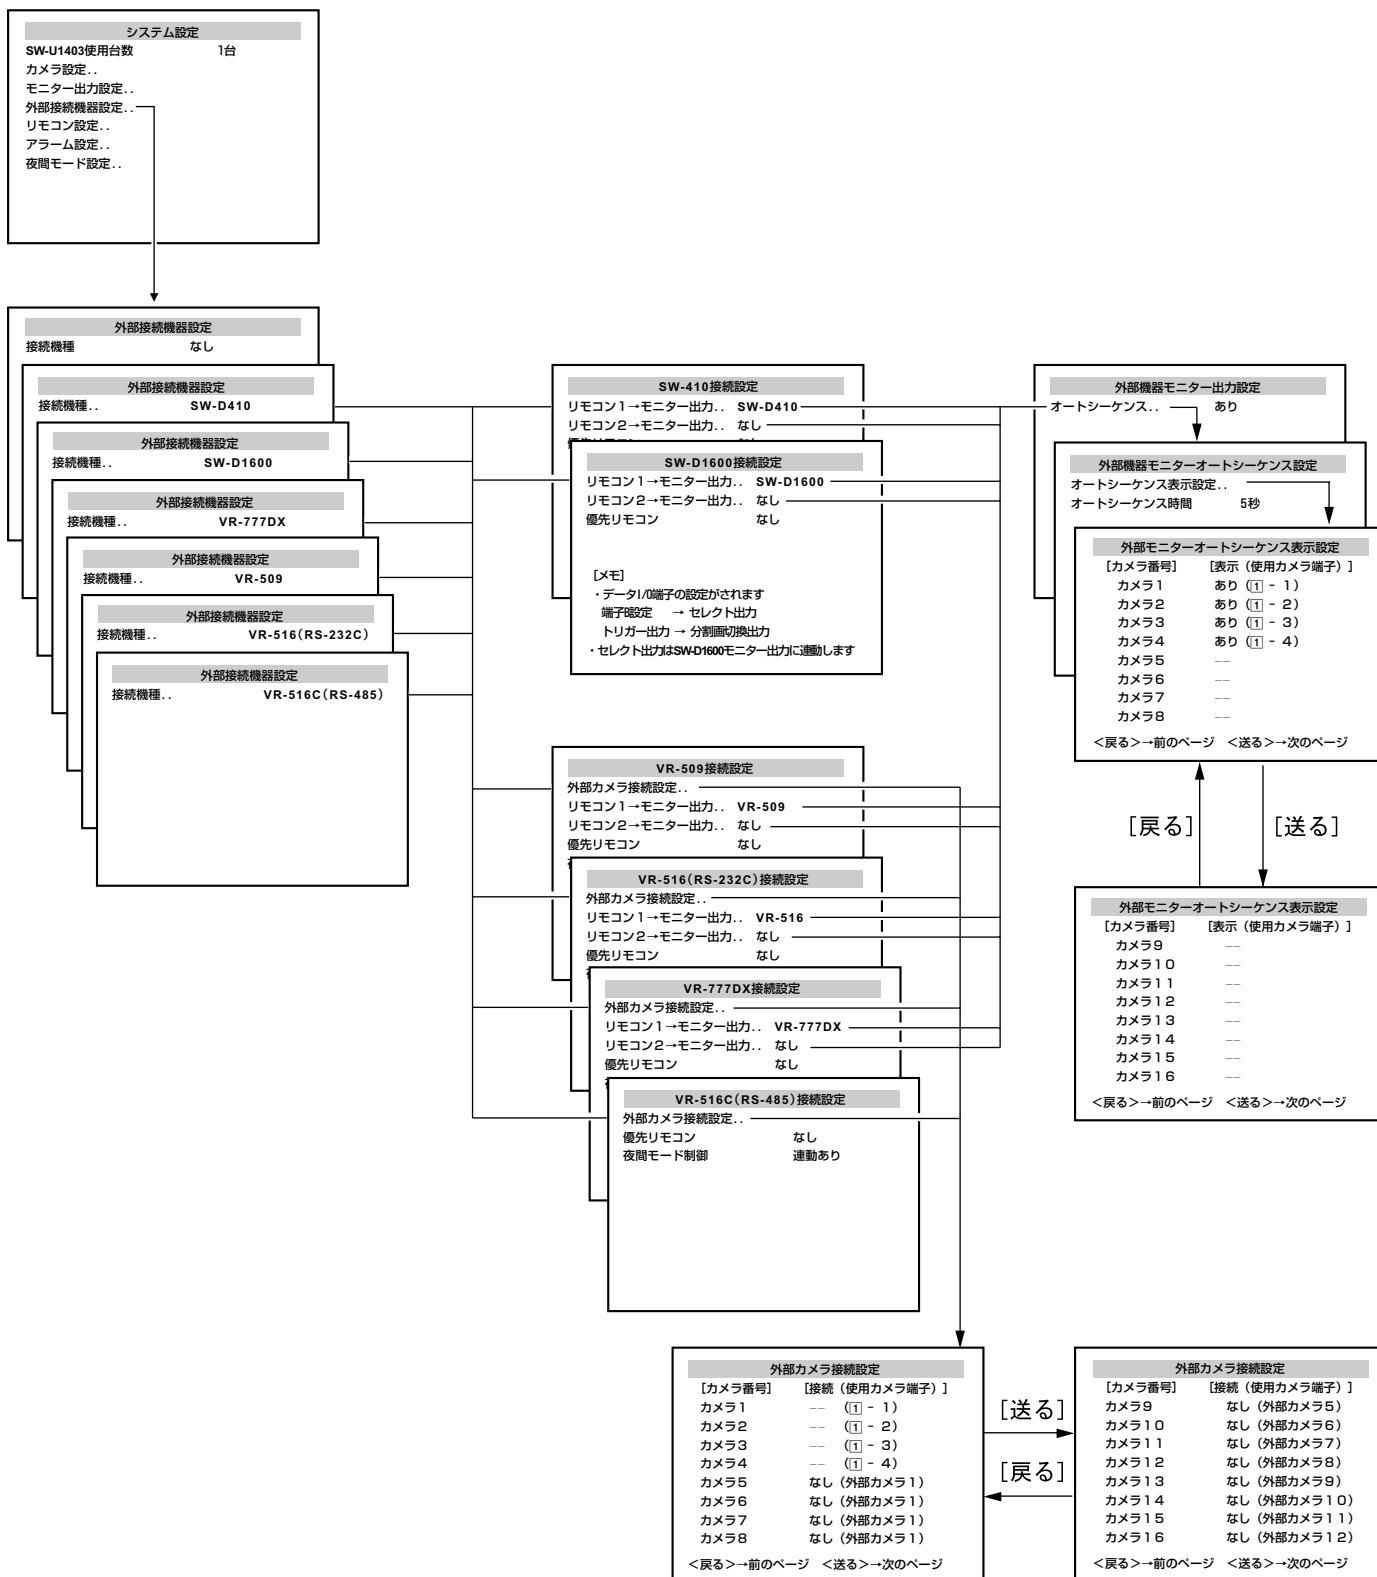 システム設定
SW-U1403使用台数 1台
カメラ設定..
モニター出力設定..
外部接続機器設定..
リモコン設定..
アラーム設定..
夜間モード設定..
外部接続機器設定
接続機種 なし
外部接続機器設定
接続機種.. SW-D410
外部接続機器設定
接続機種.. SW-D1600
外部接続機器設定
接続機種.. VR-777DX
外部接続機器設定
接続機種.. VR-509
外部接続機器設定
接続機種.. VR-516(RS-232C)
外部接続機器設定
接続機種.. VR-516C(RS-485)
SW-410接続設定
リモコン1→モニター出力.. SW-D410
リモコン2→モニター出力.. なし
SW-D1600接続設定
リモコン1→モニター出力.. SW-D1600
リモコン2→モニター出力.. なし
優先リモコン なし
[メモ]
・データI/O端子の設定がされます
端子B設定 → セレクト出力
トリガー出力 → 分割画切換出力
・セレクト出力はSW-D1600モニター出力に連動します
VR-509接続設定
外部カメラ接続設定..
リモコン1→モニター出力.. VR-509
リモコン2→モニター出力.. なし
優先リモコン なし
VR-516(RS-232C)接続設定
外部カメラ接続設定..
リモコン1→モニター出力.. VR-516
リモコン2→モニター出力.. なし
優先リモコン なし
VR-777DX接続設定
外部カメラ接続設定..
リモコン1→モニター出力.. VR-777DX
リモコン2→モニター出力.. なし
優先リモコン なし
VR-516C(RS-485)接続設定
外部カメラ接続設定..
優先リモコン なし
夜間モード制御 連動あり
外部機器モニター出力設定
オートシーケンス.. あり
外部機器モニターオートシーケンス設定
オートシーケンス表示設定..
オートシーケンス時間 5秒
外部モニターオートシーケンス表示設定
[カメラ番号] [表示(使用カメラ端子)]
カメラ1 あり(1 - 1)
カメラ2 あり(1 - 2)
カメラ3 あり(1 - 3)
カメラ4 あり(1 - 4)
カメラ5 --
カメラ6 --
カメラ7 --
カメラ8 --
<戻る>→前のページ <送る>→次のページ
[戻る] [送る]
外部モニターオートシーケンス表示設定
[カメラ番号] [表示(使用カメラ端子)]
カメラ9 --
カメラ10 --
カメラ11 --
カメラ12 --
カメラ13 --
カメラ14 --
カメラ15 --
カメラ16 --
<戻る>→前のページ <送る>→次のページ
外部カメラ接続設定
[カメラ番号] [接続(使用カメラ端子)]
カメラ1 -- (1 - 1)
カメラ2 -- (1 - 2)
カメラ3 -- (1 - 3)
カメラ4 -- (1 - 4)
カメラ5 なし(外部カメラ1)
カメラ6 なし(外部カメラ1)
カメラ7 なし(外部カメラ1)
カメラ8 なし(外部カメラ1)
<戻る>→前のページ <送る>→次のページ
[送る]
[戻る]
外部カメラ接続設定
[カメラ番号] [接続(使用カメラ端子)]
カメラ9 なし(外部カメラ5)
カメラ10 なし(外部カメラ6)
カメラ11 なし(外部カメラ7)
カメラ12 なし(外部カメラ8)
カメラ13 なし(外部カメラ9)
カメラ14 なし(外部カメラ10)
カメラ15 なし(外部カメラ11)
カメラ16 なし(外部カメラ12)
<戻る>→前のページ <送る>→次のページ